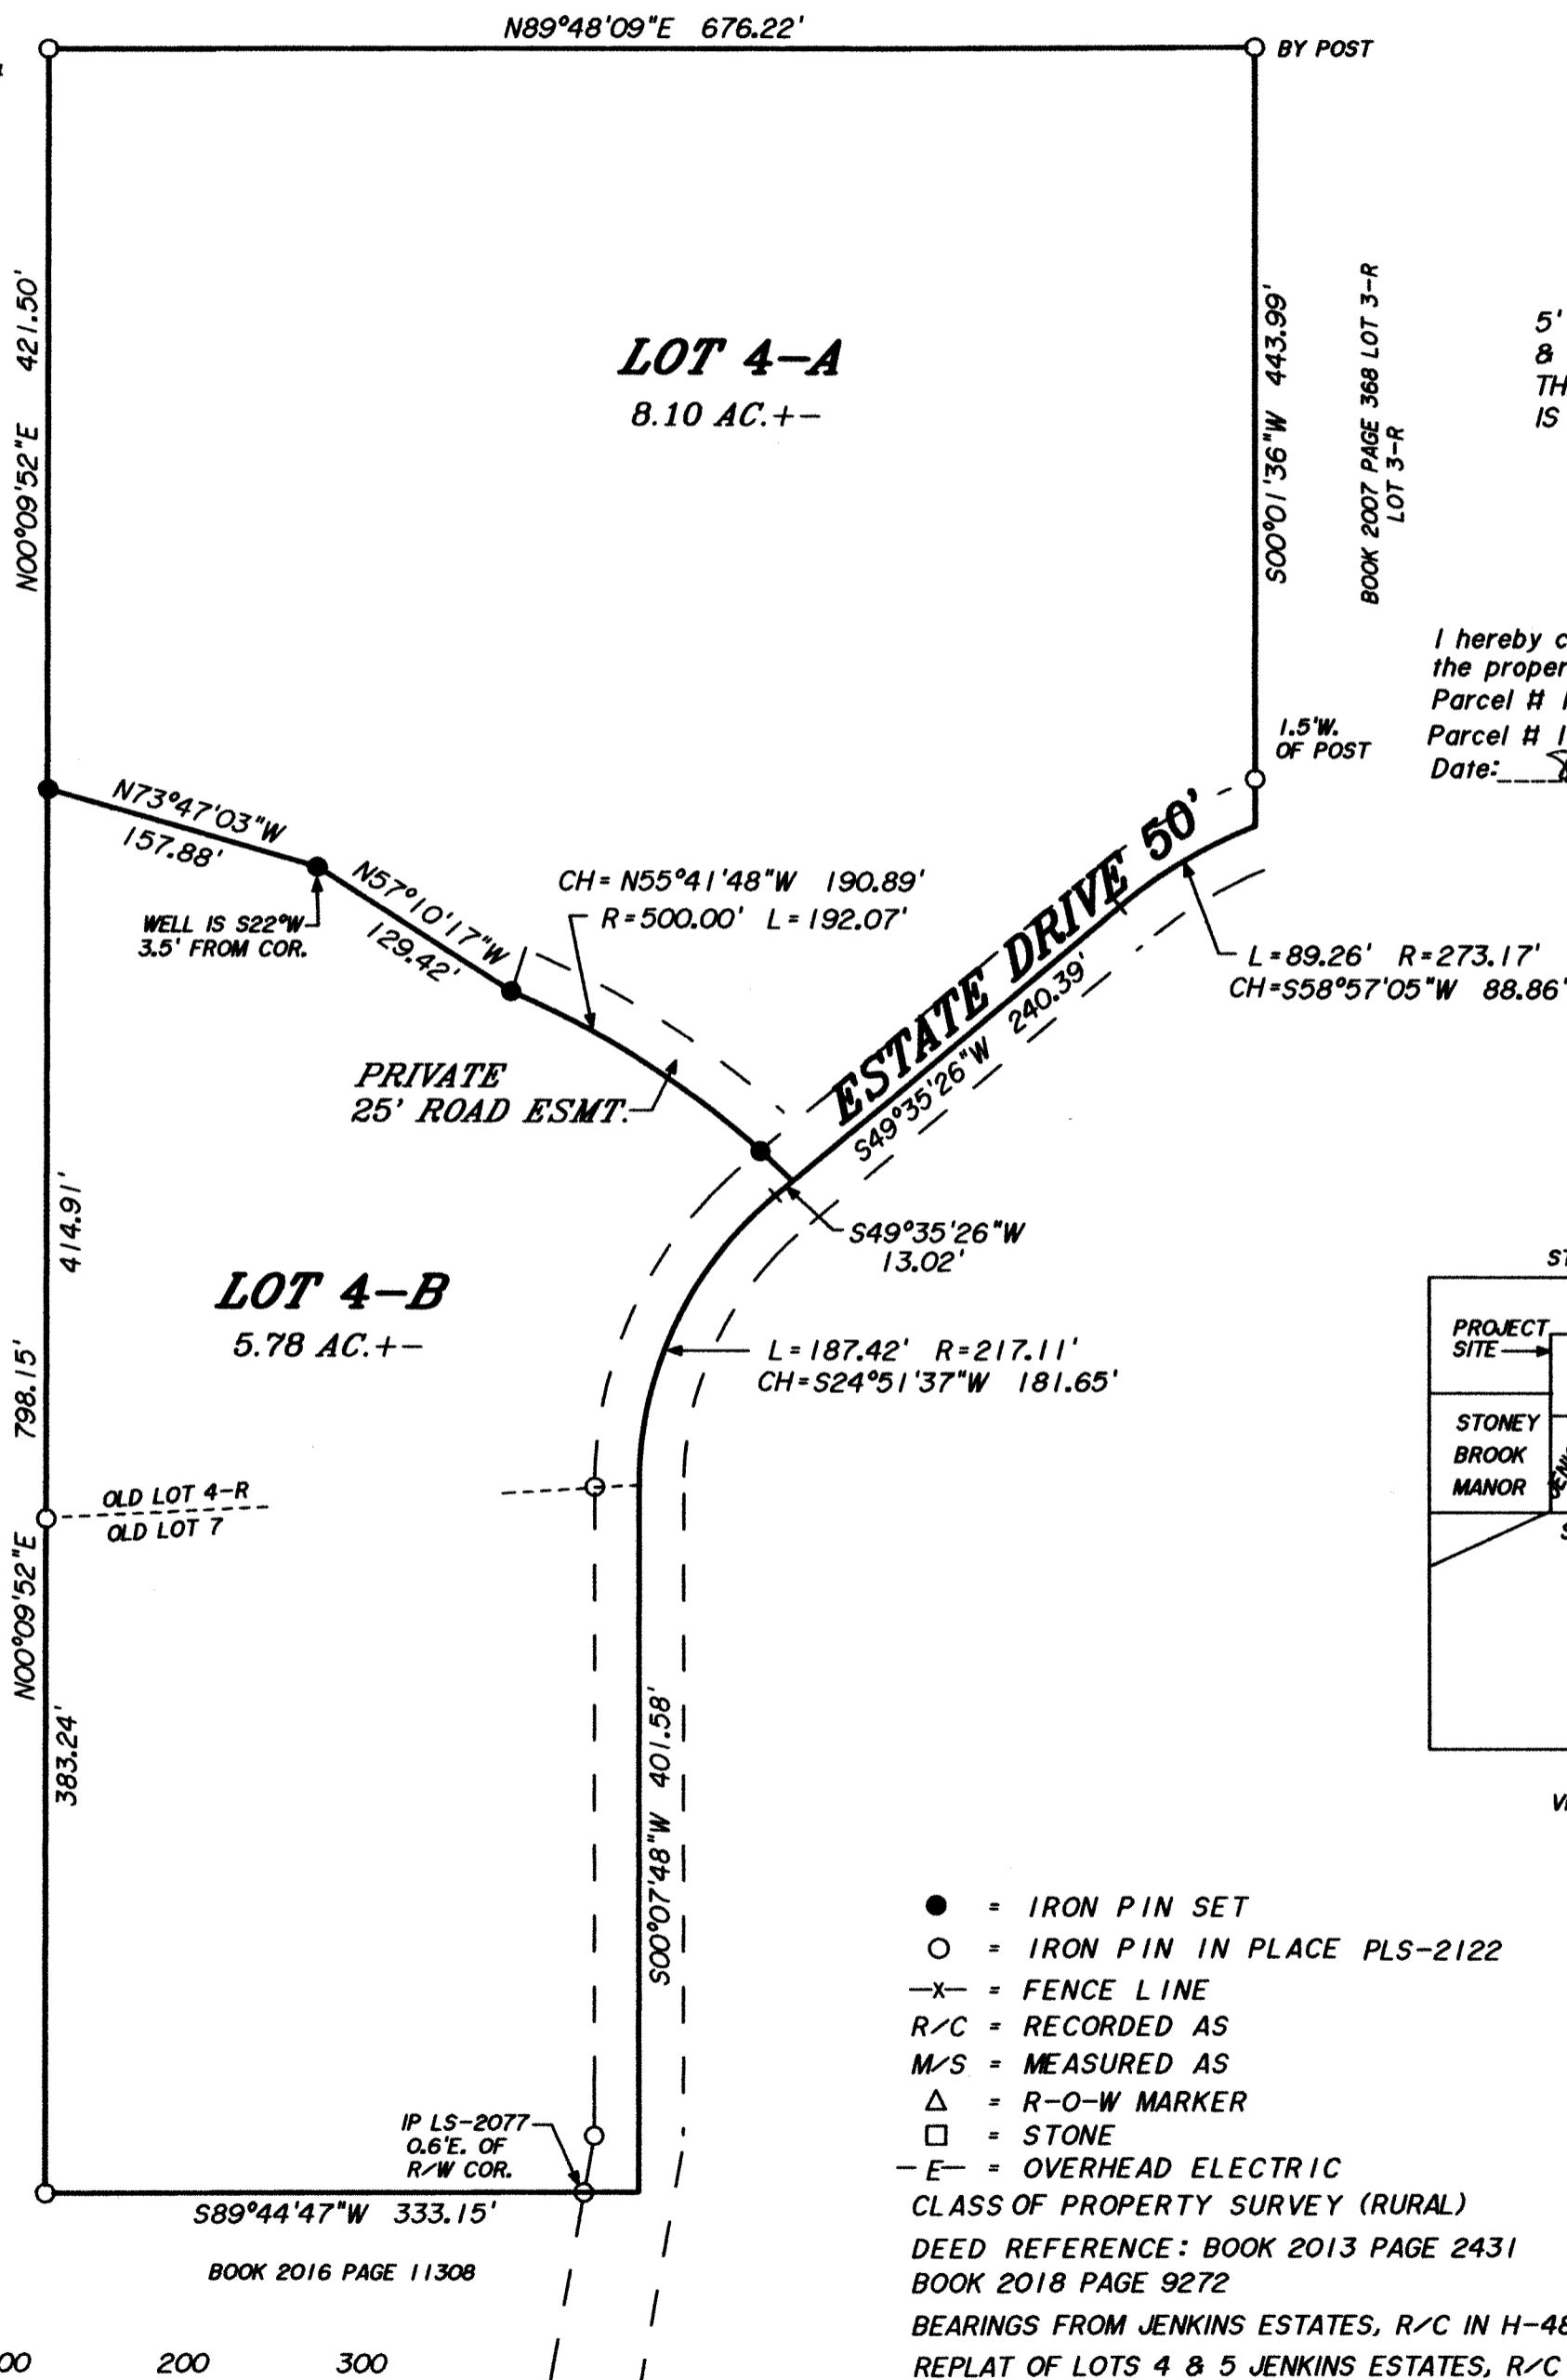 N89°48'09"E 676.22'
BY POST
N00°09'52"E 421.50'
LOT 4-A
8.10 AC.+-
S00°01'36"W 443.99'
BOOK 2007 PAGE 368 LOT 3-R
LOT 3-R
5'
&
TH
IS
I hereby c
the proper
Parcel # 1
Parcel # 1
Date:
1.5'W.
OF POST
N73°47'03"W
157.88'
WELL IS S22°W
3.5' FROM COR.
N57°10'17"W
129.42'
CH= N55°41'48"W 190.89'
R=500.00' L=192.07'
ESTATE DRIVE 50'
S49°35'26"W 240.39'
L=89.26' R=273.17'
CH=S58°57'05"W 88.86'
PRIVATE
25' ROAD ESMT.
S49°35'26"W
13.02'
414.91'
LOT 4-B
5.78 AC.+-
L=187.42' R=217.11'
CH=S24°51'37"W 181.65'
N00°09'52"E 798.15'
OLD LOT 4-R
OLD LOT 7
383.24'
S00°07'48"W 401.58'
PROJECT
SITE
STONEY
BROOK
MANOR
IP LS-2077
0.6'E. OF
R/W COR.
S89°44'47"W 333.15'
BOOK 2016 PAGE 11308
200 300
● = IRON PIN SET
○ = IRON PIN IN PLACE PLS-2122
—x— = FENCE LINE
R/C = RECORDED AS
M/S = MEASURED AS
△ = R-O-W MARKER
□ = STONE
—E— = OVERHEAD ELECTRIC
CLASS OF PROPERTY SURVEY (RURAL)
DEED REFERENCE: BOOK 2013 PAGE 2431
BOOK 2018 PAGE 9272
BEARINGS FROM JENKINS ESTATES, R/C IN H-48
REPLAT OF LOTS 4 & 5 JENKINS ESTATES, R/C